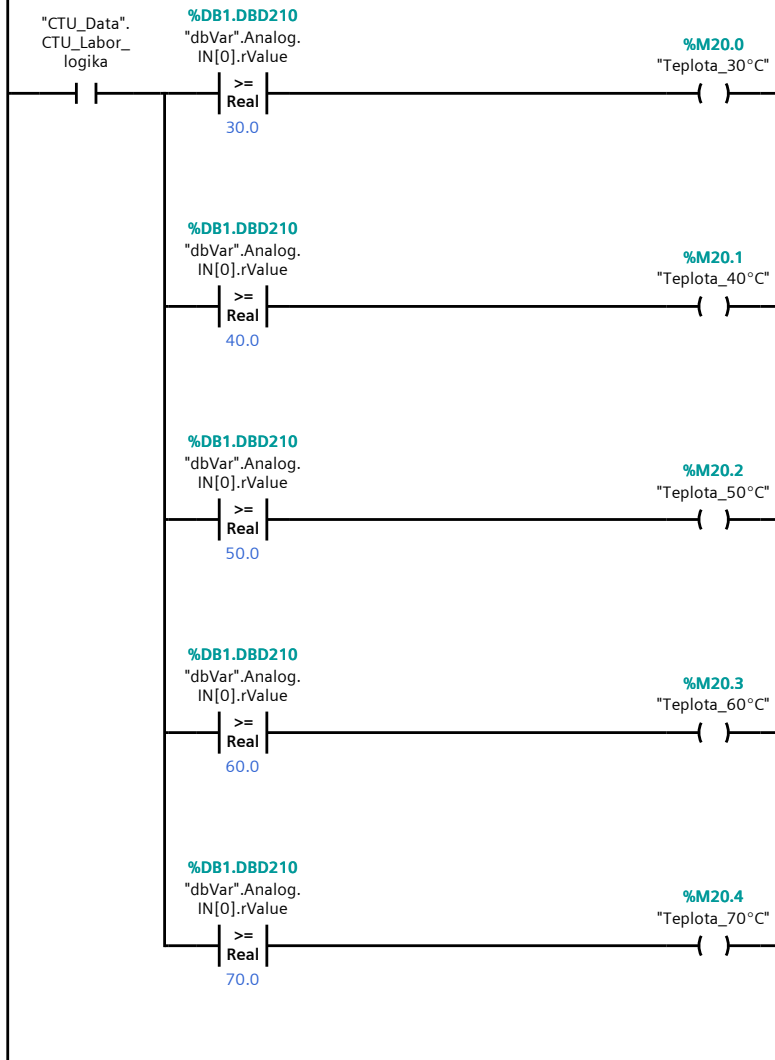 "CTU_Data".
CTU_Labor_
logika
%DB1.DBD210
"dbVar".Analog.
IN[0].rValue
>=
Real
30.0
%M20.0
"Teplota_30°C"
%DB1.DBD210
"dbVar".Analog.
IN[0].rValue
>=
Real
40.0
%M20.1
"Teplota_40°C"
%DB1.DBD210
"dbVar".Analog.
IN[0].rValue
>=
Real
50.0
%M20.2
"Teplota_50°C"
%DB1.DBD210
"dbVar".Analog.
IN[0].rValue
>=
Real
60.0
%M20.3
"Teplota_60°C"
%DB1.DBD210
"dbVar".Analog.
IN[0].rValue
>=
Real
70.0
%M20.4
"Teplota_70°C"